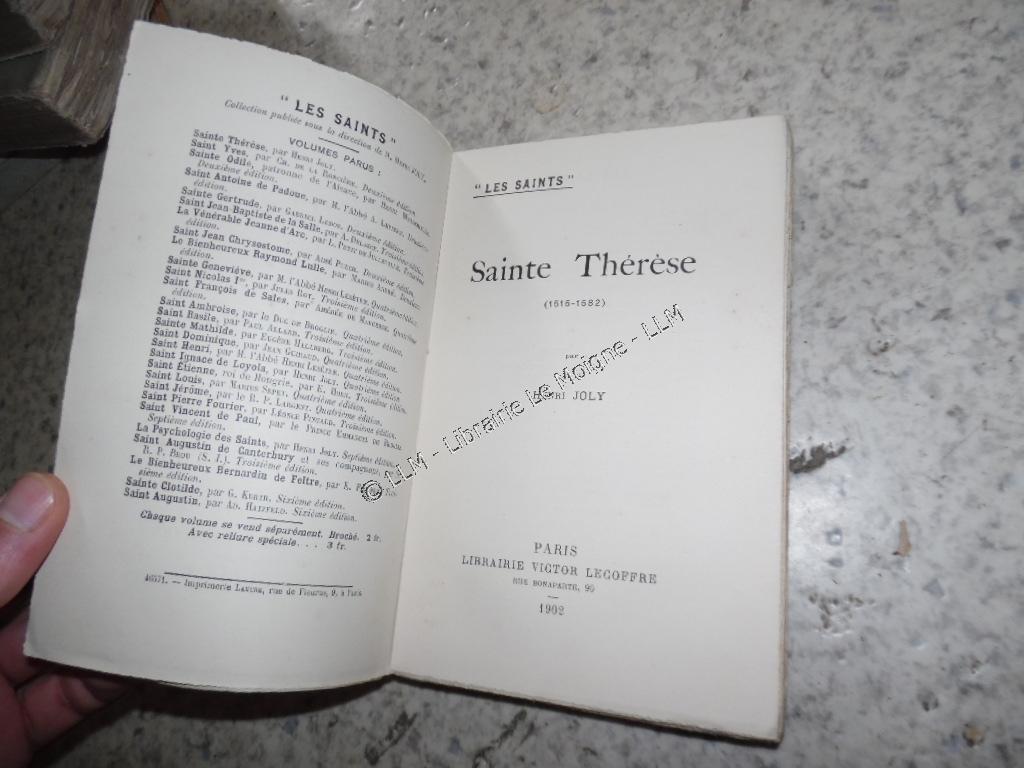 " LES SAINTS "
Collection publiée sous la direction de M. Henri JOLY.
VOLUMES PARUS :
Sainte Thérèse, par HENRI JOLY.
Saint Yves, par CH. DE LA RONCIÈRE. Deuxième édition.
Sainte Odile, patronne de l'Alsace, par HENRI
Deuxième édition.
Saint Antoine de Padoue, par M. l'Abbé A. LEPITRE. Deuxième
édition.
Sainte Gertrude, par GABRIEL LEDOS. Deuxième édition.
Saint Jean Baptiste de la Salle, par A. DELAIRE. Deuxième édition.
La Vénérable Jeanne d'Arc, par L. PETIT DE JULLEVILLE. Troisième
édition.
Saint Jean Chrysostome, par AIMÉ PUECH. Deuxième édition.
Le Bienheureux Raymond Lulle, par MARIUS ANDRÉ. Deuxième
édition.
Sainte Geneviève, par M. l'Abbé HENRI LESÊTRE. Quatrième édition.
Saint Nicolas Ier, par JULES ROY. Troisième édition.
Saint François de Sales, par AMÉDÉE DE MARGERIE. Quatrième
édition.
Saint Ambroise, par le DUC DE BROGLIE. Quatrième édition.
Saint Basile, par PAUL ALLARD. Troisième édition.
Sainte Mathilde, par EUGÈNE HALLBERG. Troisième édition.
Saint Dominique, par JEAN GUIRAUD. Quatrième édition.
Saint Henri, par M. l'Abbé HENRI LESÊTRE. Quatrième édition.
Saint Ignace de Loyola, par HENRI JOLY. Quatrième édition.
Saint Étienne, roi de Hongrie, par E. HORN. Troisième édition.
Saint Louis, par MARIUS SEPET. Quatrième édition.
Saint Jérôme, par le R. P. LARGENT. Quatrième édition.
Saint Pierre Fourier, par LÉONCE PINGAUD. Troisième édition.
Saint Vincent de Paul, par le PRINCE EMMANUEL DE BROGLIE.
Septième édition.
La Psychologie des Saints, par HENRI JOLY. Septième édition.
Saint Augustin de Canterbury et ses compagnons, par le
R. P. BROU (S. J.). Troisième édition.
Le Bienheureux Bernardin de Feltre, par E.
sième édition.
Sainte Clotilde, par G. KURTH. Sixième édition.
Saint Augustin, par AD. HATZFELD. Sixième édition.
Chaque volume se vend séparément. Broché. 2 fr.
Avec reliure spéciale. . . 3 fr.
46571. — Imprimerie LAHURE, rue de Fleurus, 9, à Paris
" LES SAINTS "
Sainte Thérèse
(1515-1582)
par
HENRI JOLY
© LLM - Librairie Le Moigne - LLM
PARIS
LIBRAIRIE VICTOR LECOFFRE
RUE BONAPARTE, 90
1902